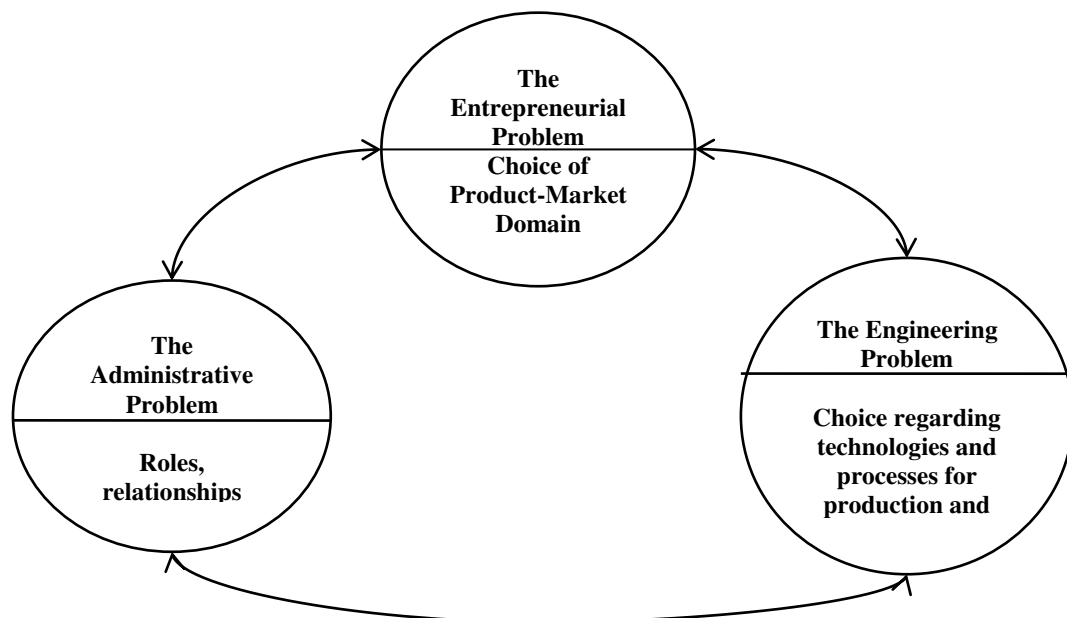 The
Entrepreneurial
Problem
Choice of
Product-Market
Domain
The
Administrative
Problem
Roles,
relationships
The Engineering
Problem
Choice regarding
technologies and
processes for
production and